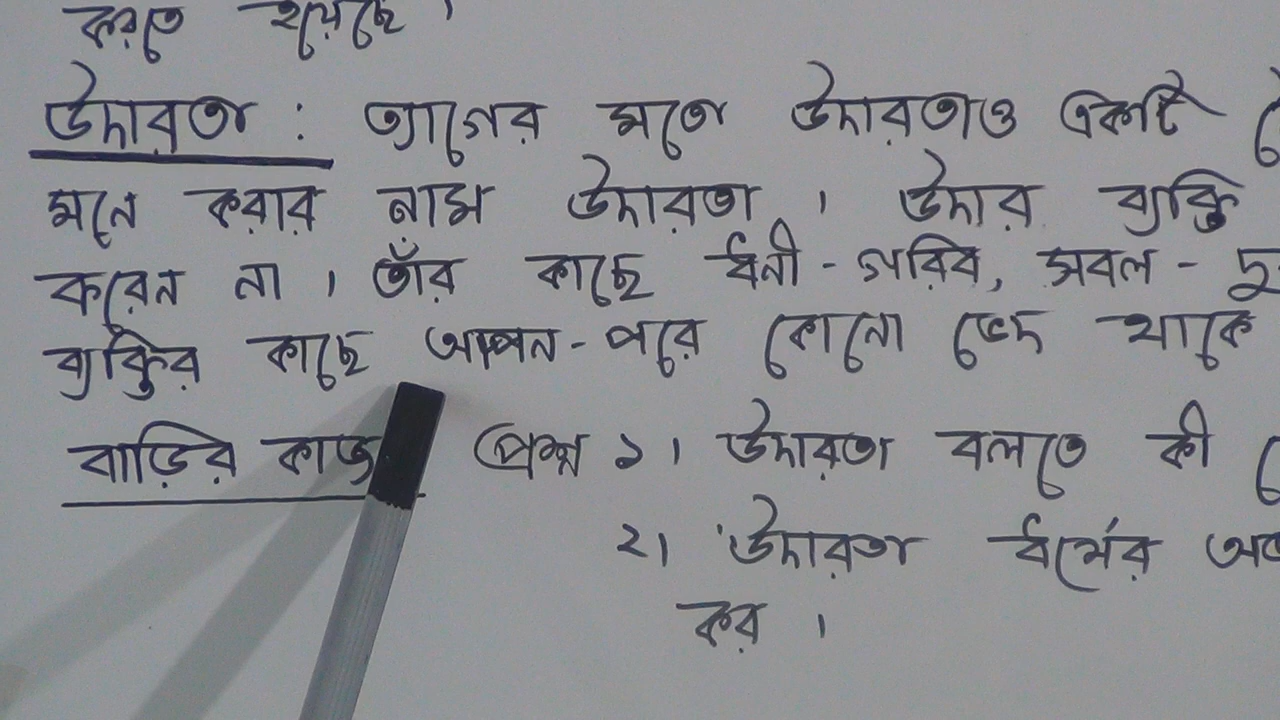 করতে হয়েছে ।
উদারতা : ত্যাগের মতো উদারতাও একটি
মনে করার নাম উদারতা । উদার ব্যক্তি
করেন না । তাঁর কাছে ধনী - গরিব, সবল -
ব্যক্তির কাছে আপন - পরে কোনো ভেদ থাকে
বাড়ির কাজ প্রশ্ন ১। উদারতা বলতে কী
২। উদারতা ধর্মের
কর ।